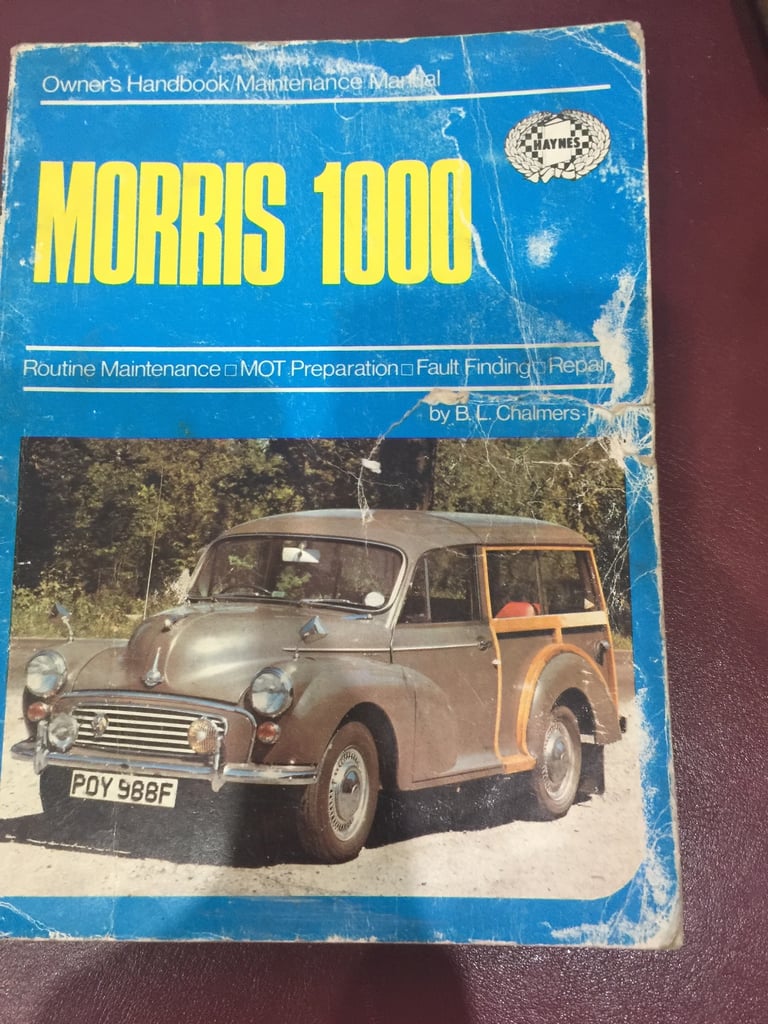 Owner's Handbook/Maintenance Manual
HAYNES
MORRIS 1000
Routine Maintenance □ MOT Preparation □ Fault Finding □ Repair
by B. L. Chalmers-
POY 988F